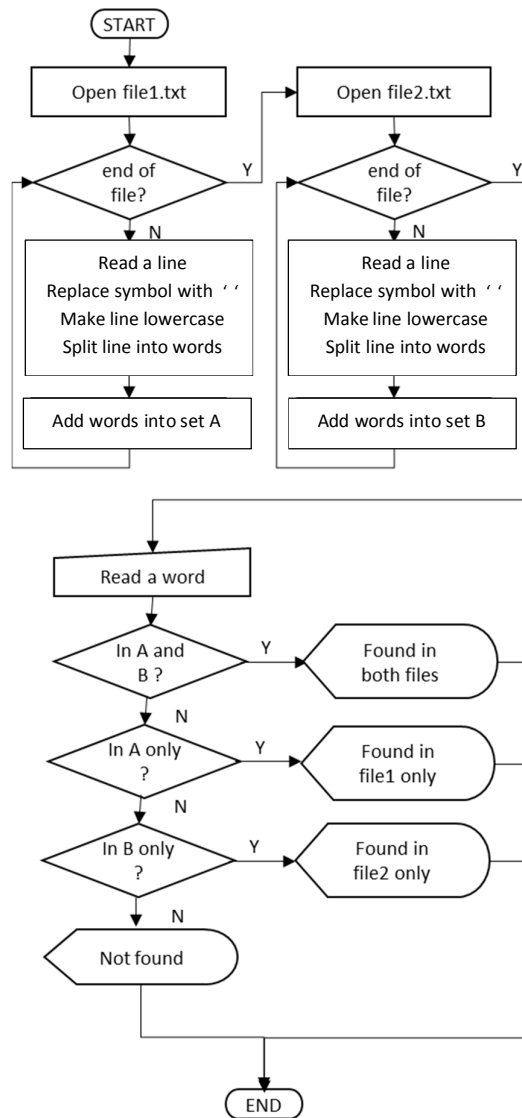 START
Open file1.txt
end of
file?
Y
N
Read a line
Replace symbol with ‘ ‘
Make line lowercase
Split line into words
Add words into set A
Open file2.txt
end of
file?
Y
N
Read a line
Replace symbol with ‘ ‘
Make line lowercase
Split line into words
Add words into set B
Read a word
In A and
B ?
Y
Found in
both files
N
In A only
?
Y
Found in
file1 only
N
In B only
?
Y
Found in
file2 only
N
Not found
END